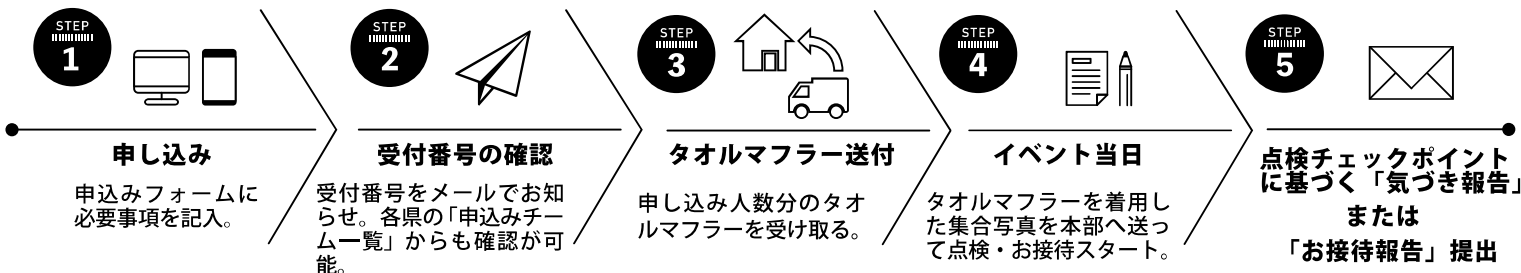 STEP
1
申し込み
申込みフォームに
必要事項を記入。
STEP
2
受付番号の確認
受付番号をメールでお知
らせ。各県の「申込みチー
ム一覧」からも確認が可
能。
STEP
3
タオルマフラー送付
申し込み人数分のタオ
ルマフラーを受け取る。
STEP
4
イベント当日
タオルマフラーを着用し
た集合写真を本部へ送っ
て点検・お接待スタート。
STEP
5
点検チェックポイント
に基づく「気づき報告」
または
「お接待報告」提出